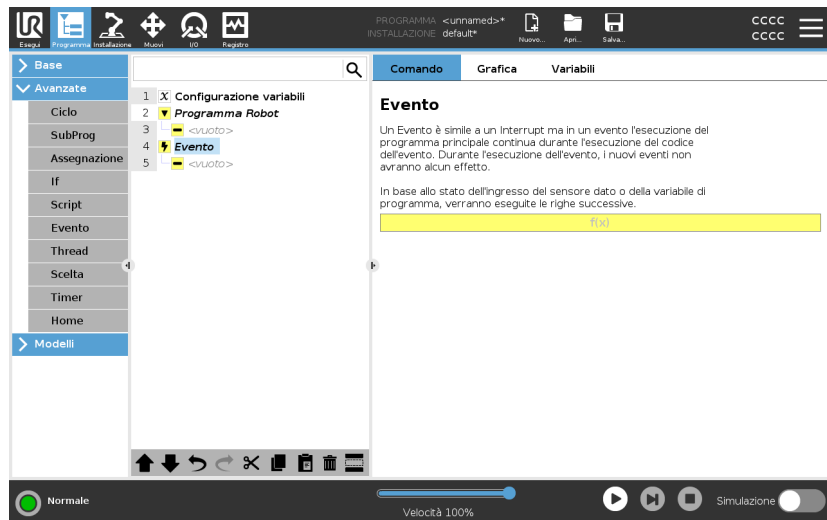 UR
Esegui
Programma
Installazione
Muovi
I/O
Registro
PROGRAMMA <unnamed>*
INSTALLAZIONE default*
Nuovo...
Apri...
Salva...
cccc
cccc
Base
Avanzate
Ciclo
SubProg
Assegnazione
If
Script
Evento
Thread
Scelta
Timer
Home
Modelli
1 X Configurazione variabili
2 Programma Robot
3 <vuoto>
4 Evento
5 <vuoto>
Comando Grafica Variabili
Evento
Un Evento è simile a un Interrupt ma in un evento l'esecuzione del
programma principale continua durante l'esecuzione del codice
dell'evento. Durante l'esecuzione dell'evento, i nuovi eventi non
avranno alcun effetto.
In base allo stato dell'ingresso del sensore dato o della variabile di
programma, verranno eseguite le righe successive.
f(x)
Normale
Velocità 100%
Simulazione